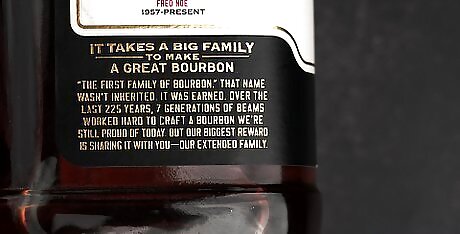 FRED NOE
1957-PRESENT
IT TAKES A BIG FAMILY
TO MAKE
A GREAT BOURBON
"THE FIRST FAMILY OF BOURBON." THAT NAME
WASN'T INHERITED. IT WAS EARNED. OVER THE
LAST 225 YEARS, 7 GENERATIONS OF BEAMS
WORKED HARD TO CRAFT A BOURBON WE'RE
STILL PROUD OF TODAY. BUT OUR BIGGEST REWARD
IS SHARING IT WITH YOU—OUR EXTENDED FAMILY.